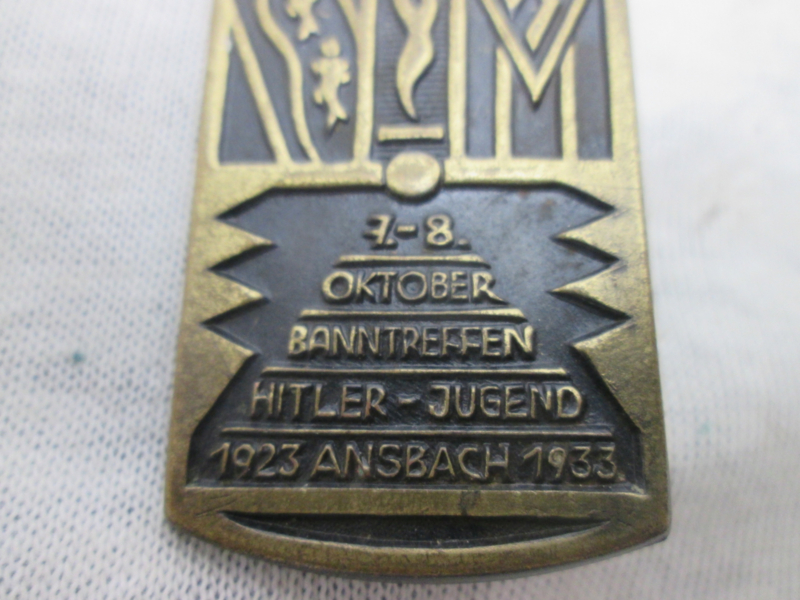 7.-8.
OKTOBER
BANNTREFFEN
HITLER-JUGEND
1923 ANSBACH 1933